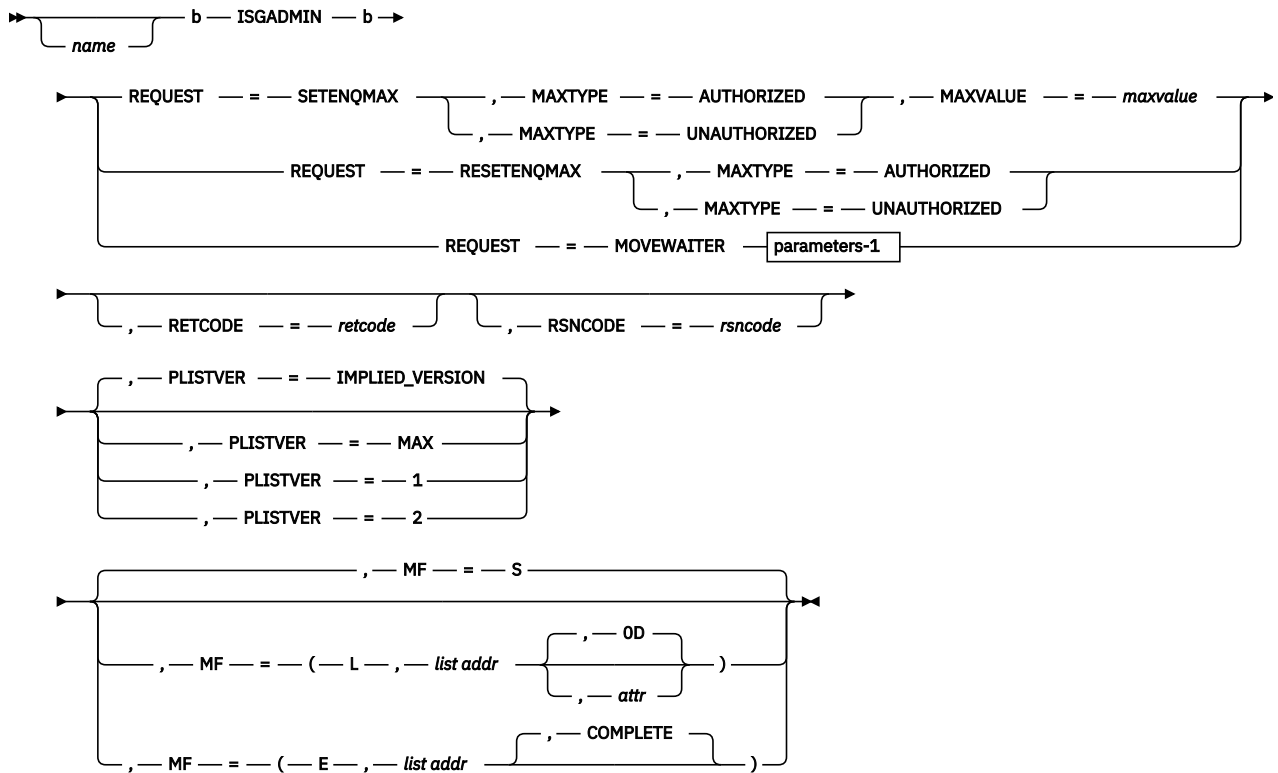 b ISGADMIN b
name
REQUEST = SETENQMAX , MAXTYPE = AUTHORIZED , MAXVALUE = maxvalue
, MAXTYPE = UNAUTHORIZED
REQUEST = RESETENQMAX , MAXTYPE = AUTHORIZED
, MAXTYPE = UNAUTHORIZED
REQUEST = MOVEWAITER parameters-1
, RETCODE = retcode , RSNCODE = rsncode
, PLISTVER = IMPLIED_VERSION
, PLISTVER = MAX
, PLISTVER = 1
, PLISTVER = 2
, MF = S
, 0D
, MF = ( L , list addr )
, attr
, COMPLETE
, MF = ( E , list addr )